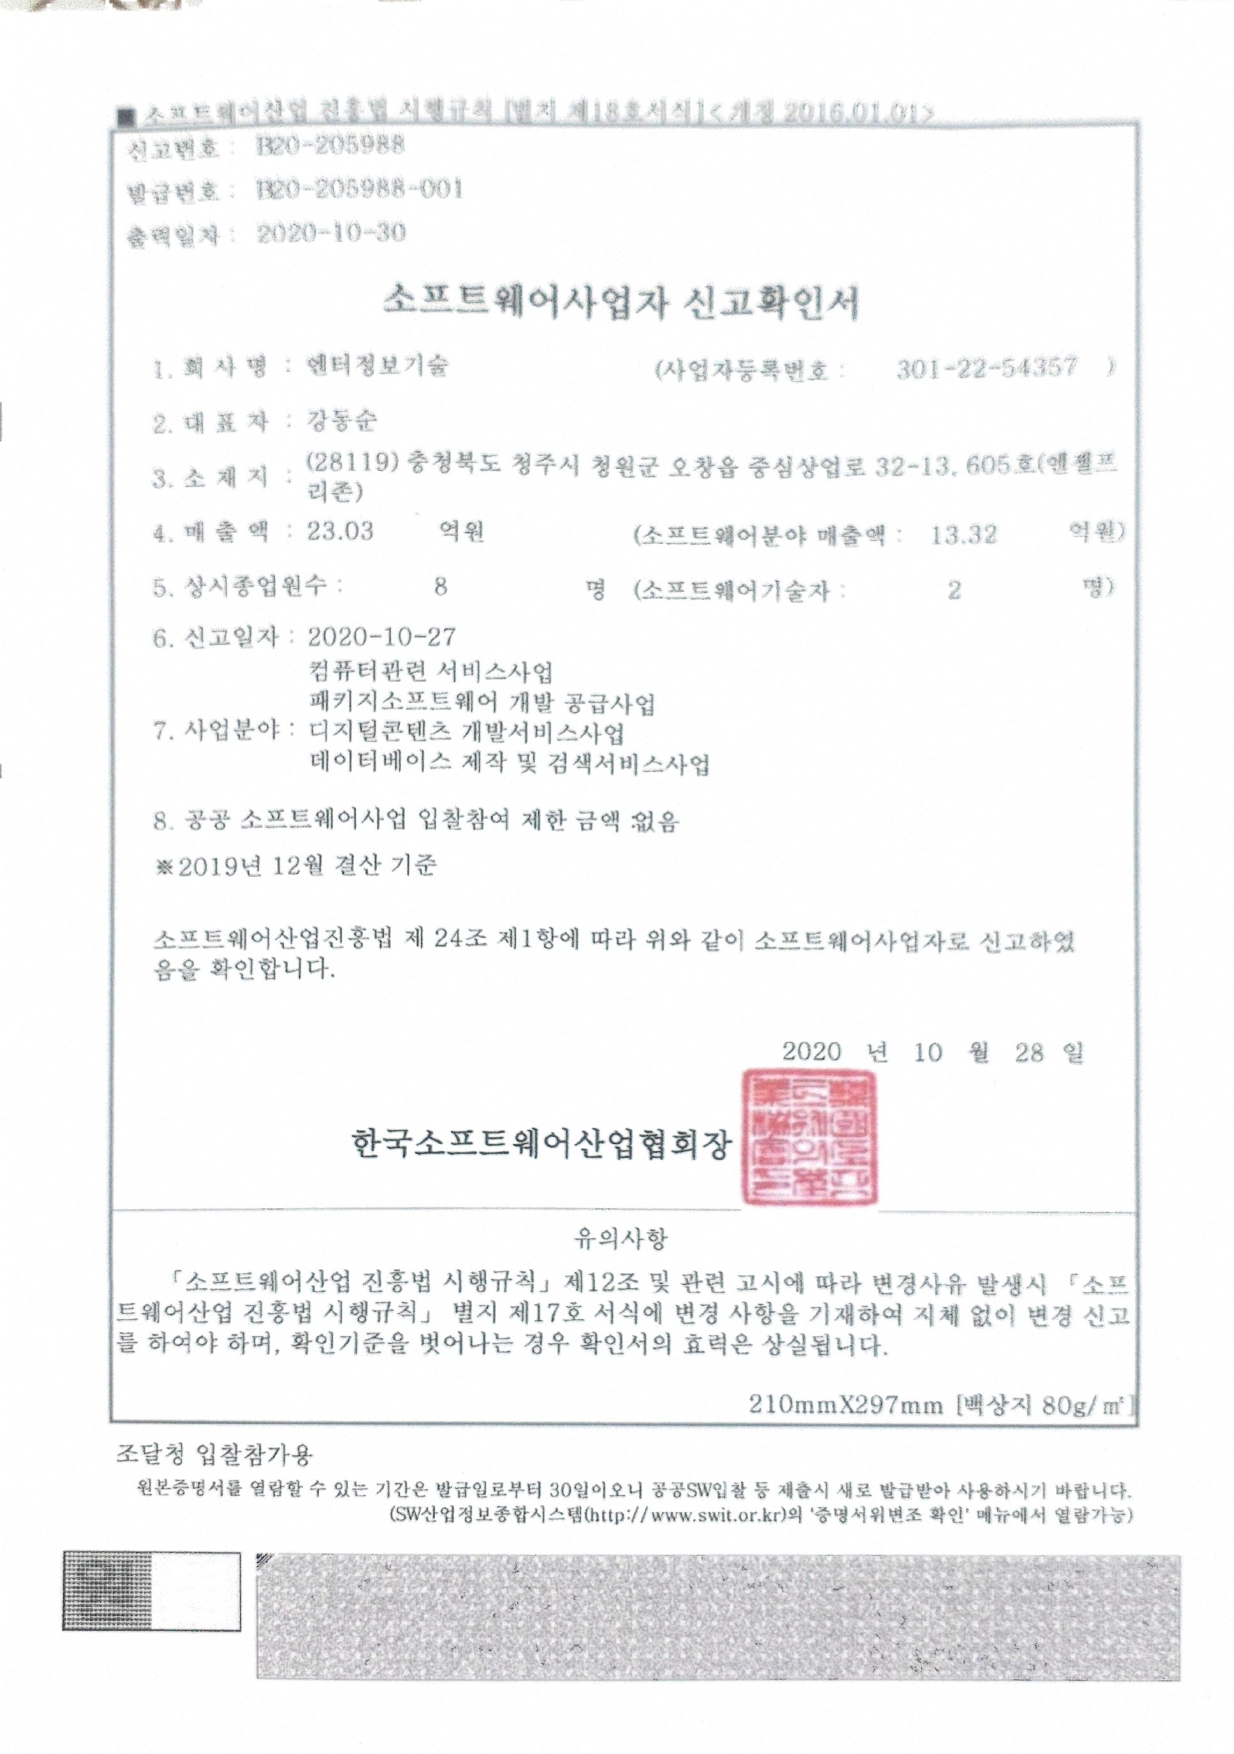 ■ 소프트웨어산업 진흥법 시행규칙 [별지 제18호서식]<개정 2016.01.01>
신고번호 : B20-205988
발급번호 : B20-205988-001
출력일자 : 2020-10-30
소프트웨어사업자 신고확인서
1. 회 사 명 : 엔터정보기술 (사업자등록번호 : 301-22-54357 )
2. 대 표 자 : 강동순
3. 소 재 지 : (28119) 충청북도 청주시 청원군 오창읍 중심상업로 32-13, 605호(엔젤프
리존)
4. 매 출 액 : 23.03 억원 (소프트웨어분야 매출액 : 13.32 억원)
5. 상시종업원수 : 8 명 (소프트웨어기술자 : 2 명)
6. 신고일자 : 2020-10-27
컴퓨터관련 서비스사업
패키지소프트웨어 개발 공급사업
7. 사업분야 : 디지털콘텐츠 개발서비스사업
데이터베이스 제작 및 검색서비스사업
8. 공공 소프트웨어사업 입찰참여 제한 금액 :없음
※2019년 12월 결산 기준
소프트웨어산업진흥법 제 24조 제1항에 따라 위와 같이 소프트웨어사업자로 신고하였
음을 확인합니다.
2020 년 10 월 28 일
한국소프트웨어산업협회장
유의사항
「소프트웨어산업 진흥법 시행규칙」제12조 및 관련 고시에 따라 변경사유 발생시 「소프
트웨어산업 진흥법 시행규칙」 별지 제17호 서식에 변경 사항을 기재하여 지체 없이 변경 신고
를 하여야 하며, 확인기준을 벗어나는 경우 확인서의 효력은 상실됩니다.
210mmX297mm [백상지 80g/㎡]
조달청 입찰참가용
원본증명서를 열람할 수 있는 기간은 발급일로부터 30일이오니 공공SW입찰 등 제출시 새로 발급받아 사용하시기 바랍니다.
(SW산업정보종합시스템(http://www.swit.or.kr)의 '증명서위변조 확인' 메뉴에서 열람가능)